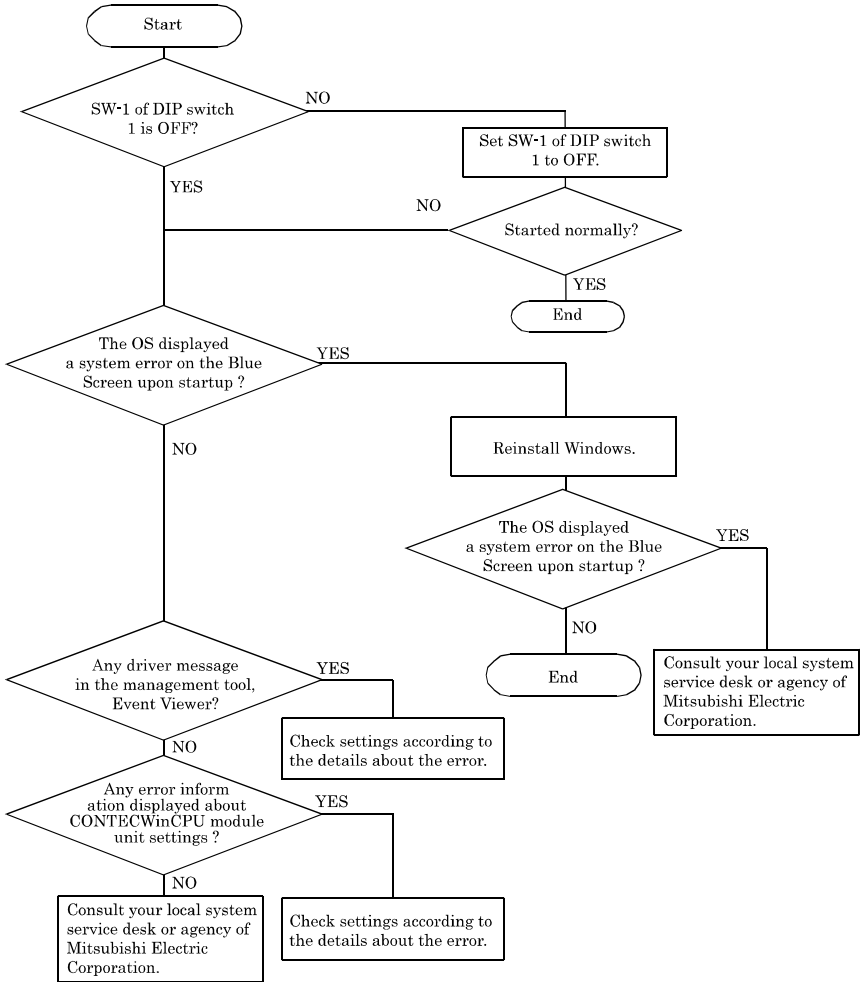 Start
SW-1 of DIP switch
1 is OFF?
NO
Set SW-1 of DIP switch
1 to OFF.
YES
NO
Started normally?
YES
End
The OS displayed
a system error on the Blue
Screen upon startup ?
YES
NO
Reinstall Windows.
The OS displayed
a system error on the Blue
Screen upon startup ?
YES
NO
End
Consult your local system
service desk or agency of
Mitsubishi Electric
Corporation.
Any driver message
in the management tool,
Event Viewer?
YES
Check settings according to
the details about the error.
NO
Any error inform
ation displayed about
CONTECWinCPU module
unit settings ?
YES
NO
Consult your local system
service desk or agency of
Mitsubishi Electric
Corporation.
Check settings according to
the details about the error.